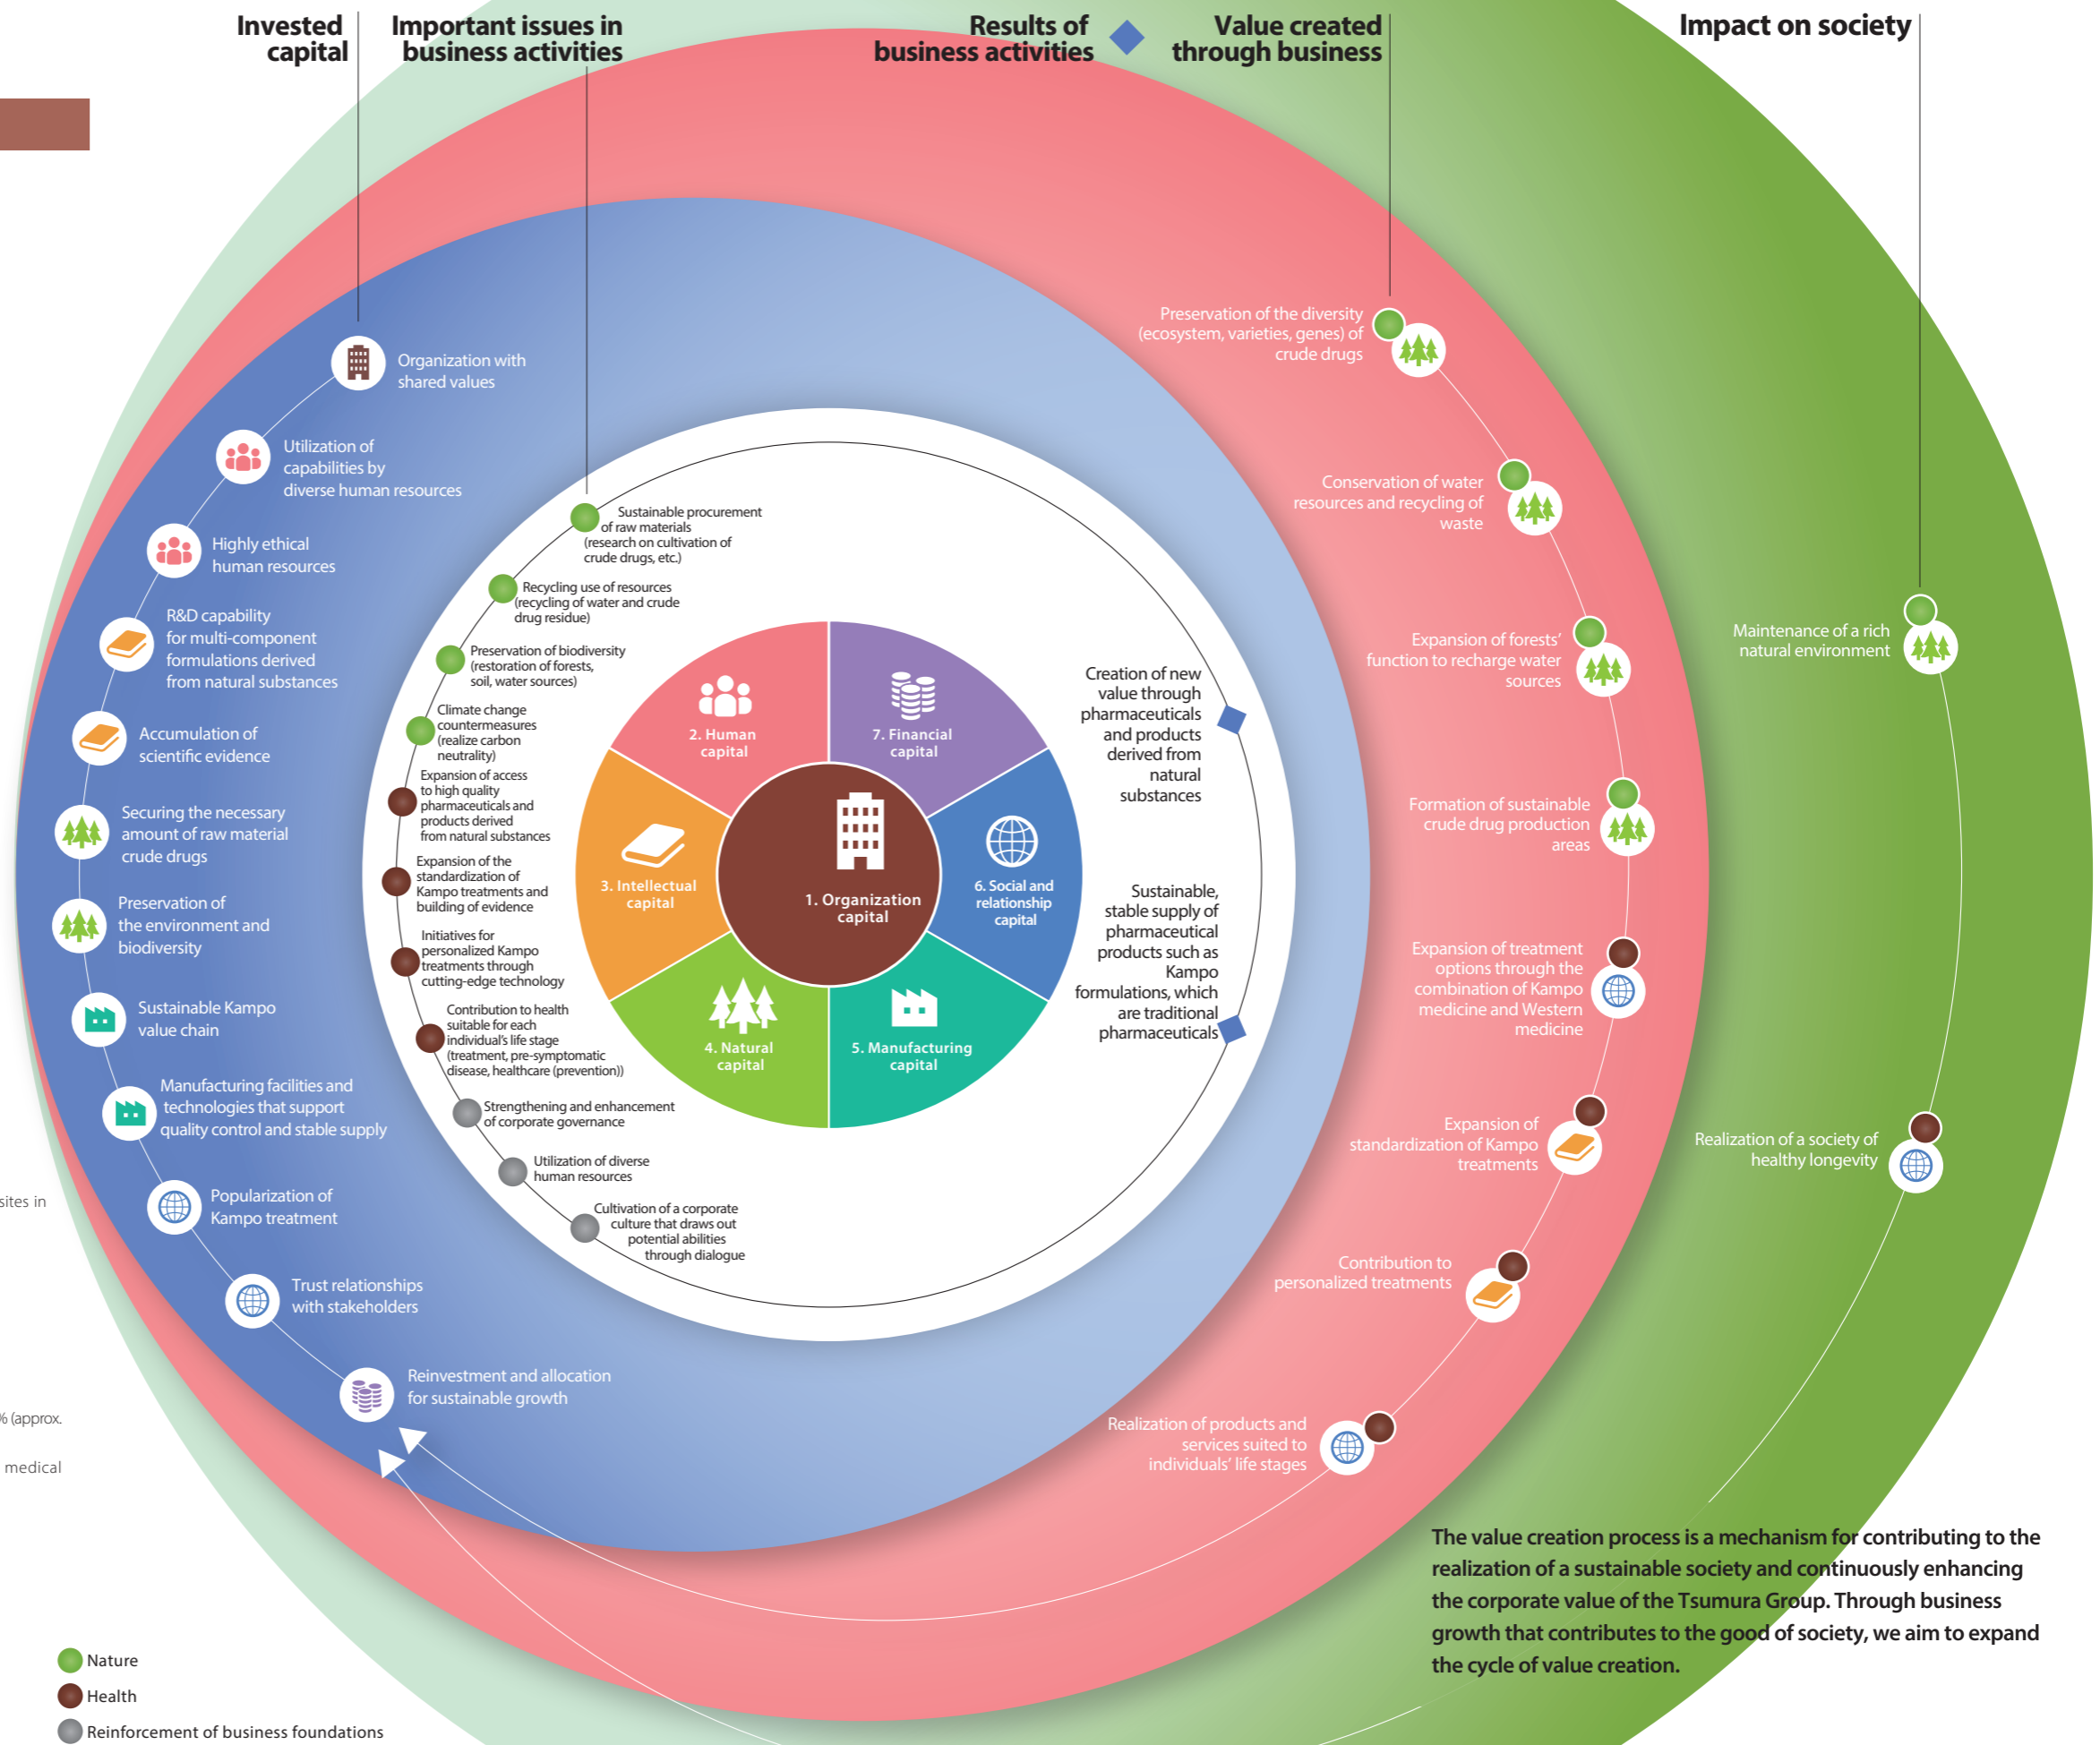 Invested
capital
Important issues in
business activities
Results of
business activities
Value created
through business
Impact on society
Organization with
shared values
Utilization of
capabilities by
diverse human resources
Highly ethical
human resources
R&D capability
for multi-component
formulations derived
from natural substances
Accumulation of
scientific evidence
Securing the necessary
amount of raw material
crude drugs
Preservation of
the environment and
biodiversity
Sustainable Kampo
value chain
Manufacturing facilities and
technologies that support
quality control and stable supply
Popularization of
Kampo treatment
Trust relationships
with stakeholders
Reinvestment and allocation
for sustainable growth
Sustainable procurement
of raw materials
(research on cultivation of
crude drugs, etc.)
Recycling use of resources
(recycling of water and crude
drug residue)
Preservation of biodiversity
(restoration of forests,
soil, water sources)
Climate change
countermeasures
(realize carbon
neutrality)
Expansion of access
to high quality
pharmaceuticals and
products derived
from natural substances
Expansion of the
standardization of
Kampo treatments and
building of evidence
Initiatives for
personalized Kampo
treatments through
cutting-edge technology
Contribution to health
suitable for each
individual's life stage
(treatment, pre-symptomatic
disease, healthcare (prevention))
Strengthening and enhancement
of corporate governance
Utilization of diverse
human resources
Cultivation of a corporate
culture that draws out
potential abilities
through dialogue
2. Human
capital
7. Financial
capital
3. Intellectual
capital
1. Organization
capital
6. Social and
relationship
capital
4. Natural
capital
5. Manufacturing
capital
Creation of new
value through
pharmaceuticals
and products
derived from
natural
substances
Sustainable,
stable supply of
pharmaceutical
products such as
Kampo
formulations, which
are traditional
pharmaceuticals
Preservation of the diversity
(ecosystem, varieties, genes) of
crude drugs
Conservation of water
resources and recycling of
waste
Expansion of forests'
function to recharge water
sources
Formation of sustainable
crude drug production
areas
Expansion of treatment
options through the
combination of Kampo
medicine and Western
medicine
Expansion of
standardization of Kampo
treatments
Contribution to
personalized treatments
Realization of products and
services suited to
individuals' life stages
Maintenance of a rich
natural environment
Realization of a society of
healthy longevity
sites in
% (approx.
medical
The value creation process is a mechanism for contributing to the
realization of a sustainable society and continuously enhancing
the corporate value of the Tsumura Group. Through business
growth that contributes to the good of society, we aim to expand
the cycle of value creation.
Nature
Health
Reinforcement of business foundations